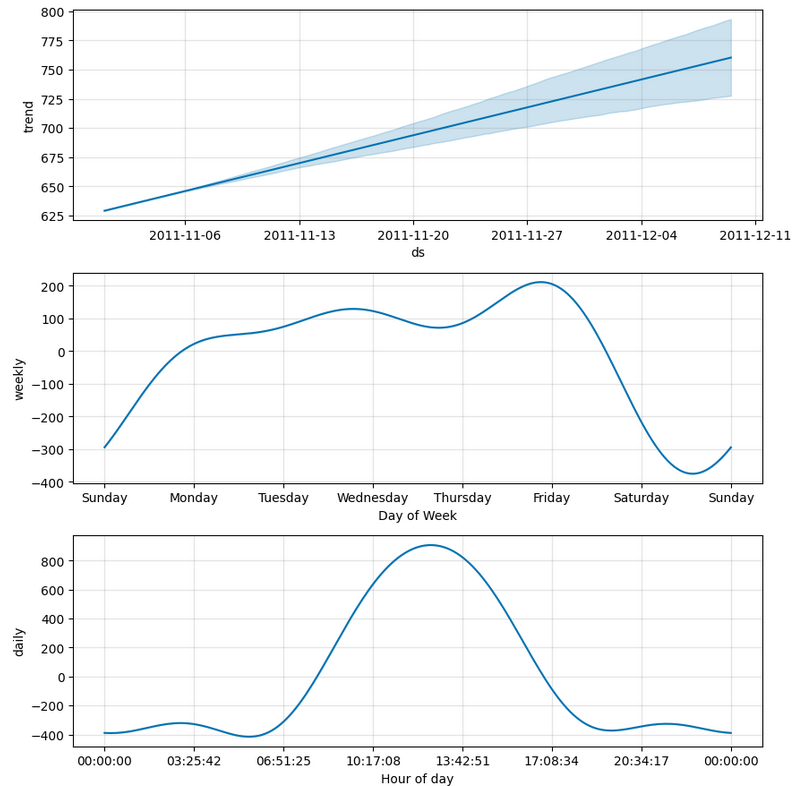 800
775
750
725
700
675
650
625
trend
2011-11-06 2011-11-13 2011-11-20 2011-11-27 2011-12-04 2011-12-11
ds
200
100
0
−100
−200
−300
−400
weekly
Sunday Monday Tuesday Wednesday Thursday Friday Saturday Sunday
Day of Week
800
600
400
200
0
−200
−400
daily
00:00:00 03:25:42 06:51:25 10:17:08 13:42:51 17:08:34 20:34:17 00:00:00
Hour of day